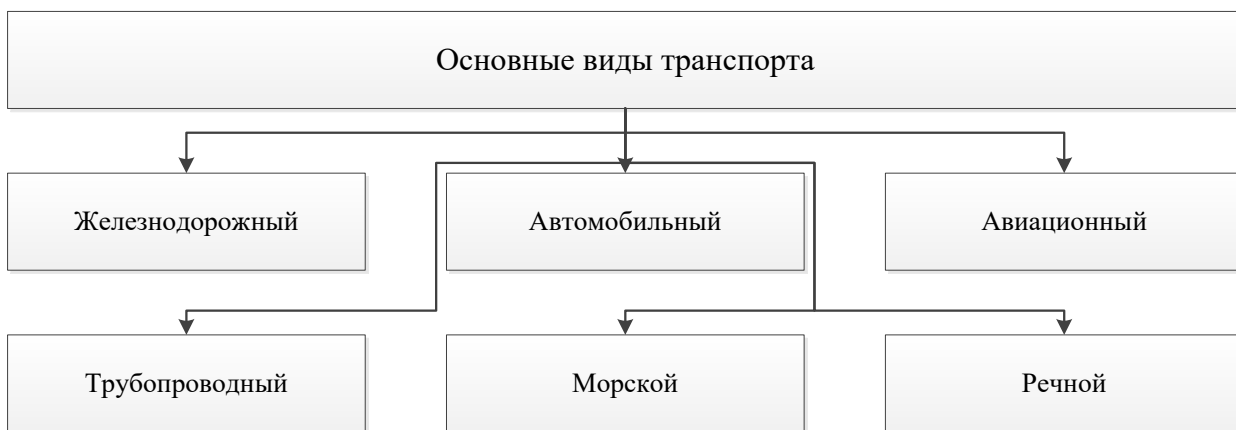 Основные виды транспорта
Железнодорожный
Автомобильный
Авиационный
Трубопроводный
Морской
Речной